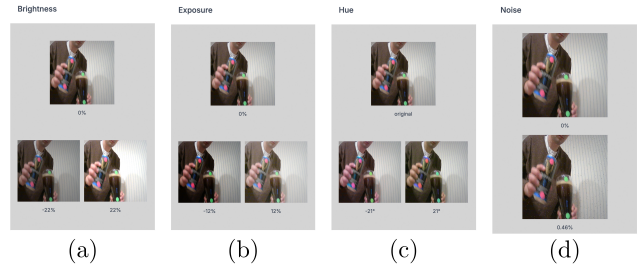 Brightness
0%
-22% 22%
(a)
Exposure
0%
-12% 12%
(b)
Hue
original
-21° 21°
(c)
Noise
0%
0.46%
(d)